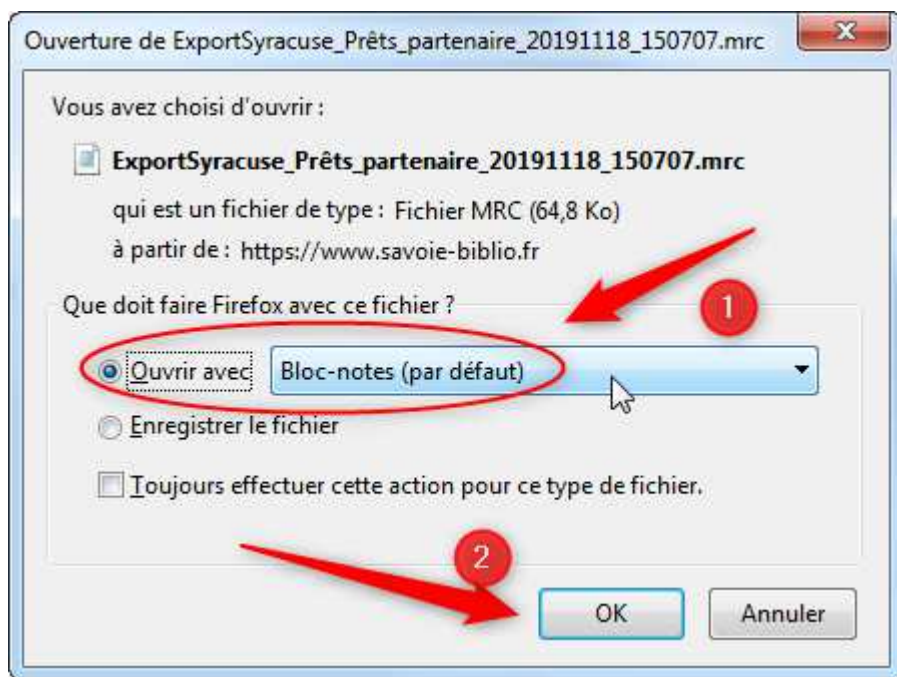 Ouverture de ExportSyracuse_Prêts_partenaire_20191118_150707.mrc
Vous avez choisi d'ouvrir :
ExportSyracuse_Prêts_partenaire_20191118_150707.mrc
qui est un fichier de type : Fichier MRC (64,8 Ko)
à partir de : https://www.savoie-biblio.fr
Que doit faire Firefox avec ce fichier ?
1
Ouvrir avec Bloc-notes (par défaut)
Enregistrer le fichier
Toujours effectuer cette action pour ce type de fichier.
2
OK Annuler